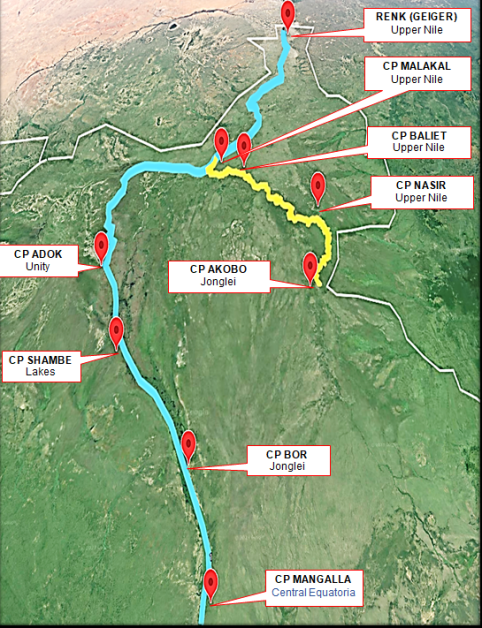 RENK (GEIGER)
Upper Nile
CP MALAKAL
Upper Nile
CP BALIET
Upper Nile
CP NASIR
Upper Nile
CP ADOK
Unity
CP AKOBO
Jonglei
CP SHAMBE
Lakes
CP BOR
Jonglei
CP MANGALLA
Central Equatoria